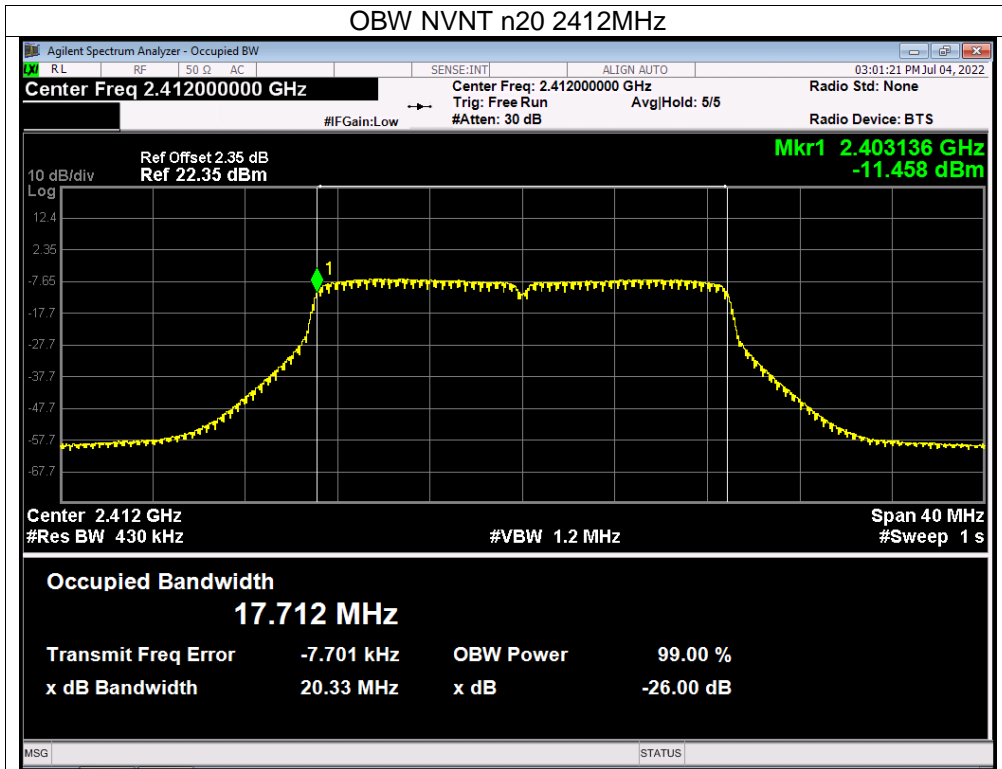 OBW NVNT n20 2412MHz
Agilent Spectrum Analyzer - Occupied BW
LXI RL RF 50 Ω AC SENSE:INT ALIGN AUTO 03:01:21 PM Jul 04, 2022
Center Freq 2.412000000 GHz Center Freq: 2.412000000 GHz Radio Std: None
Trig: Free Run Avg|Hold: 5/5
#IFGain:Low #Atten: 30 dB Radio Device: BTS
Ref Offset 2.35 dB Mkr1 2.403136 GHz
10 dB/div Ref 22.35 dBm -11.458 dBm
Log
12.4
2.35
1
-7.65
-17.7
-27.7
-37.7
-47.7
-57.7
-67.7
Center 2.412 GHz Span 40 MHz
#Res BW 430 kHz #VBW 1.2 MHz #Sweep 1 s
Occupied Bandwidth
17.712 MHz
Transmit Freq Error -7.701 kHz OBW Power 99.00 %
x dB Bandwidth 20.33 MHz x dB -26.00 dB
MSG STATUS